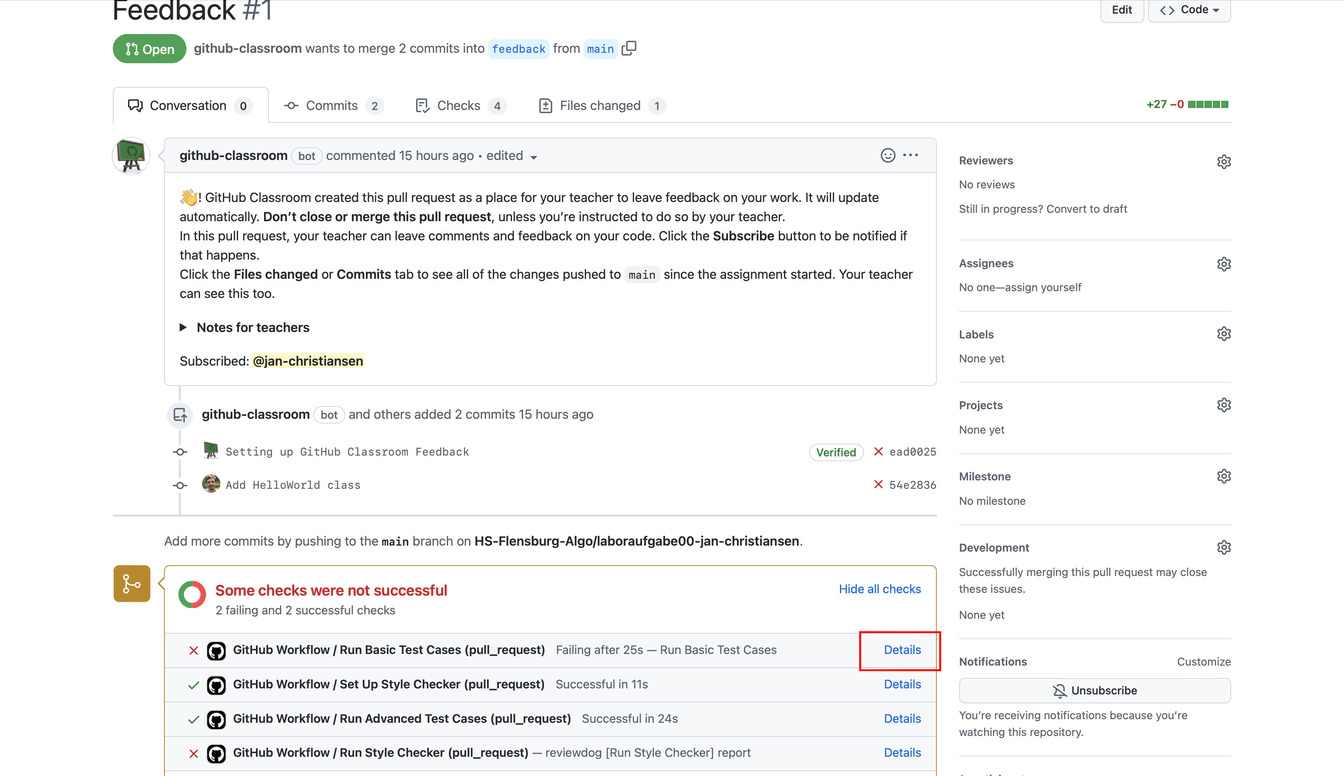 Feedback #1
Edit
<> Code
Open
github-classroom wants to merge 2 commits into feedback from main
Conversation 0
Commits 2
Checks 4
Files changed 1
+27 −0
github-classroom bot commented 15 hours ago • edited
👋! GitHub Classroom created this pull request as a place for your teacher to leave feedback on your work. It will update
automatically. Don’t close or merge this pull request, unless you’re instructed to do so by your teacher.
In this pull request, your teacher can leave comments and feedback on your code. Click the Subscribe button to be notified if
that happens.
Click the Files changed or Commits tab to see all of the changes pushed to main since the assignment started. Your teacher
can see this too.
Notes for teachers
Subscribed: @jan-christiansen
github-classroom bot and others added 2 commits 15 hours ago
Setting up GitHub Classroom Feedback Verified ead0025
Add HelloWorld class 54e2836
Add more commits by pushing to the main branch on HS-Flensburg-Algo/laboraufgabe00-jan-christiansen.
Some checks were not successful
Hide all checks
2 failing and 2 successful checks
GitHub Workflow / Run Basic Test Cases (pull_request) Failing after 25s — Run Basic Test Cases Details
GitHub Workflow / Set Up Style Checker (pull_request) Successful in 11s Details
GitHub Workflow / Run Advanced Test Cases (pull_request) Successful in 24s Details
GitHub Workflow / Run Style Checker (pull_request) — reviewdog [Run Style Checker] report Details
Reviewers
No reviews
Still in progress? Convert to draft
Assignees
No one—assign yourself
Labels
None yet
Projects
None yet
Milestone
No milestone
Development
Successfully merging this pull request may close
these issues.
None yet
Notifications
Customize
Unsubscribe
You’re receiving notifications because you’re
watching this repository.